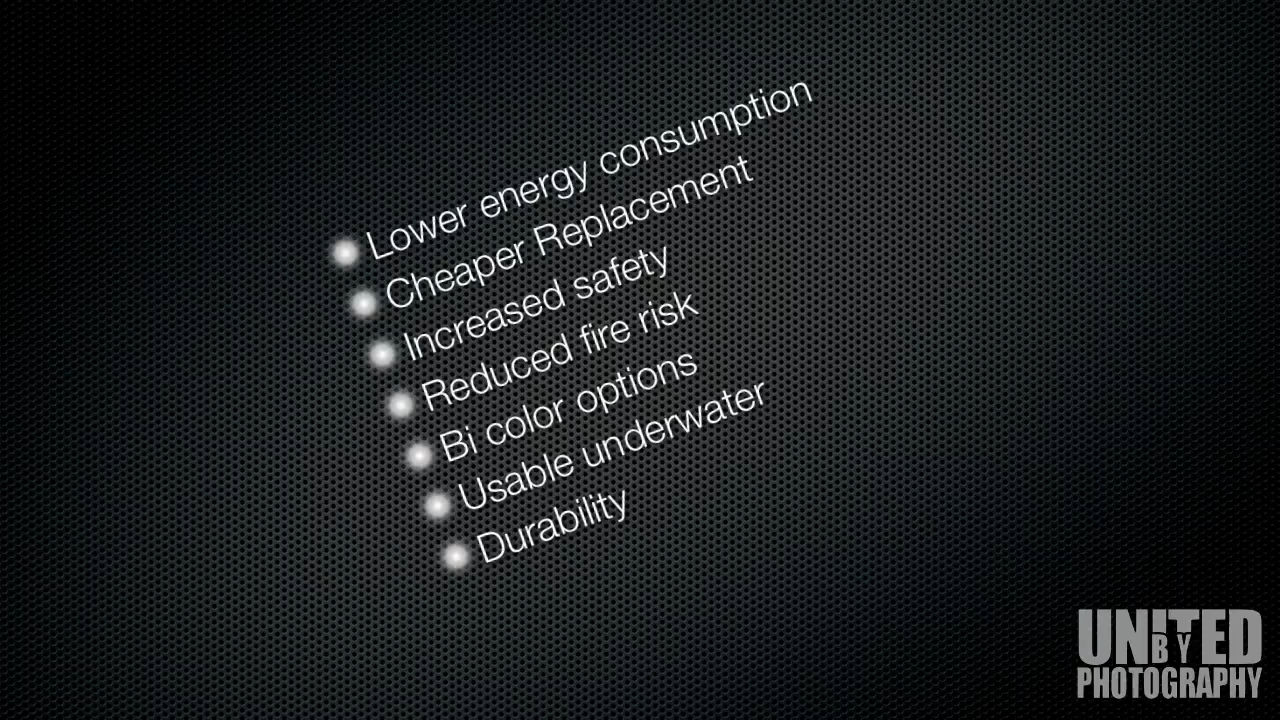 Lower energy consumption
Cheaper Replacement
Increased safety
Reduced fire risk
Bi color options
Usable underwater
Durability
UNITED
BY
PHOTOGRAPHY